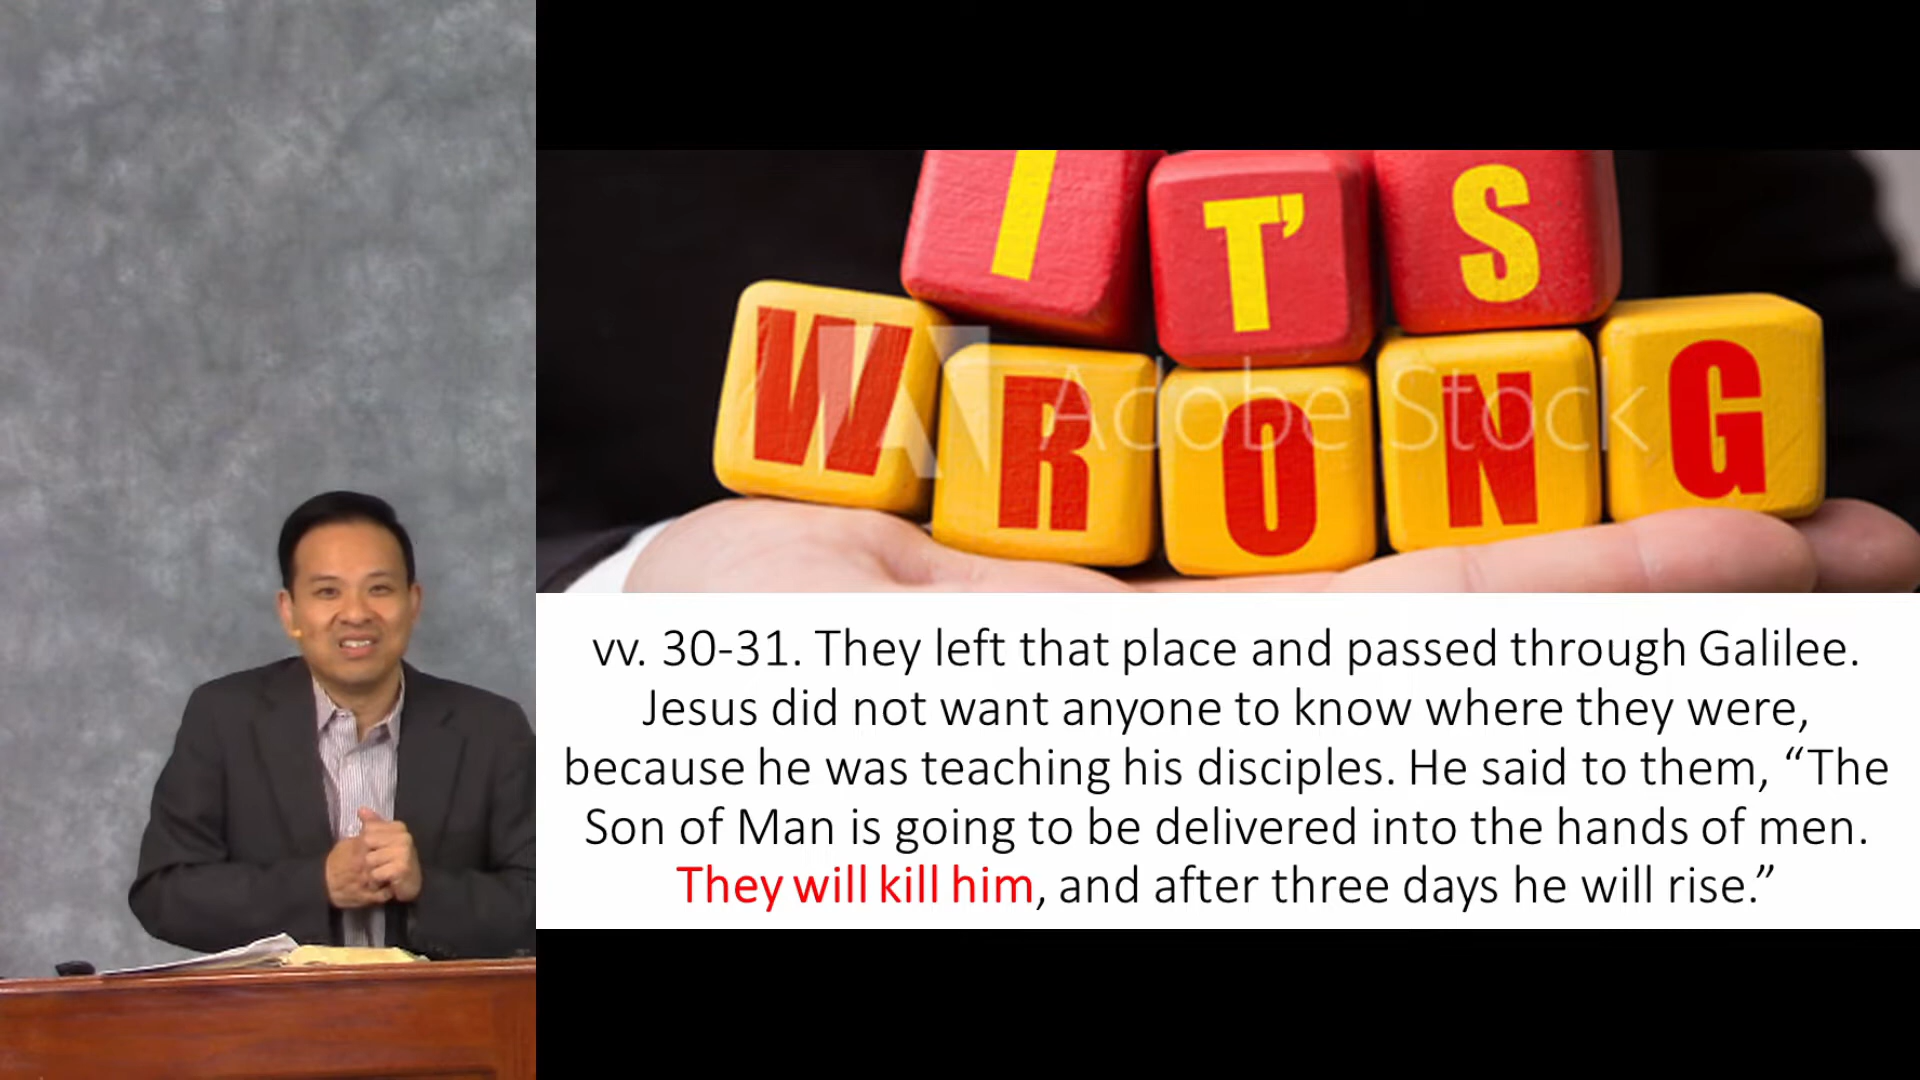 IT'S
WRONG
Adobe Stock
vv. 30-31. They left that place and passed through Galilee.
Jesus did not want anyone to know where they were,
because he was teaching his disciples. He said to them, “The
Son of Man is going to be delivered into the hands of men.
They will kill him, and after three days he will rise.”